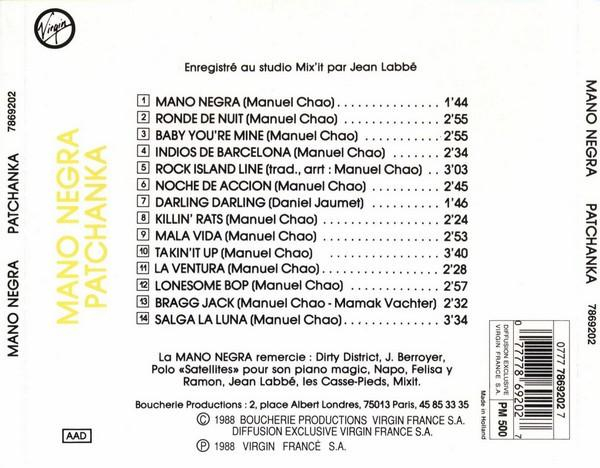 Virgin
MANO NEGRA PATCHANKA 7869202
MANO NEGRA
PATCHANKA
Enregistré au studio Mix'it par Jean Labbé
1 MANO NEGRA (Manuel Chao) . . . . . . . . . . . . . 1'44
2 RONDE DE NUIT (Manuel Chao) . . . . . . . . . . 2'55
3 BABY YOU'RE MINE (Manuel Chao) . . . . . . . . 2'55
4 INDIOS DE BARCELONA (Manuel Chao) . . . . 2'34
5 ROCK ISLAND LINE (trad., arrt : Manuel Chao) . . 3'03
6 NOCHE DE ACCION (Manuel Chao) . . . . . . . . 2'45
7 DARLING DARLING (Daniel Jaumet) . . . . . . . . 1'46
8 KILLIN' RATS (Manuel Chao) . . . . . . . . . . . . . 2'24
9 MALA VIDA (Manuel Chao) . . . . . . . . . . . . . . 2'53
10 TAKIN'IT UP (Manuel Chao) . . . . . . . . . . . . . 3'40
11 LA VENTURA (Manuel Chao) . . . . . . . . . . . . . 2'28
12 LONESOME BOP (Manuel Chao) . . . . . . . . . . 2'57
13 BRAGG JACK (Manuel Chao - Mamak Vachter) 2'32
14 SALGA LA LUNA (Manuel Chao) . . . . . . . . . . 3'34
La MANO NEGRA remercie : Dirty District, J. Berroyer,
Polo «Satellites» pour son piano magic, Napo, Felisa y
Ramon, Jean Labbé, les Casse-Pieds, Mixit.
Boucherie Productions : 2, place Albert Londres, 75013 Paris, 45 85 33 35
Ⓒ 1988 BOUCHERIE PRODUCTIONS VIRGIN FRANCE S.A.
DIFFUSION EXCLUSIVE VIRGIN FRANCE S.A.
Ⓟ 1988 VIRGIN FRANCE S.A.
AAD
0777 7869202 7
0 77778 69202 7
DIFFUSION EXCLUSIVE
VIRGIN FRANCE S.A.
PM 500
Made in Holland
MANO NEGRA PATCHANKA 7869202